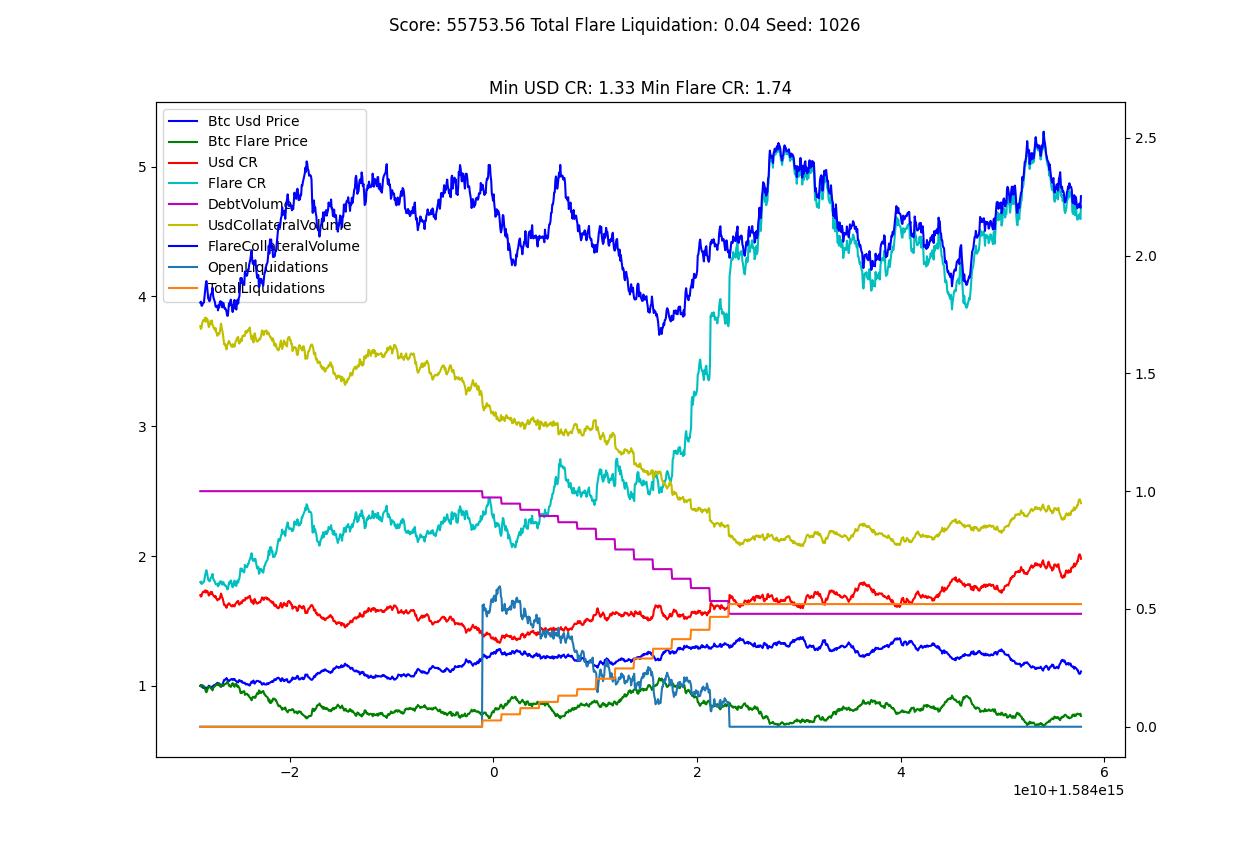 Score: 55753.56 Total Flare Liquidation: 0.04 Seed: 1026
Min USD CR: 1.33 Min Flare CR: 1.74
Btc Usd Price
Btc Flare Price
Usd CR
Flare CR
DebtVolume
UsdCollateralVolume
FlareCollateralVolume
OpenLiquidations
TotalLiquidations
5
4
3
2
1
2.5
2.0
1.5
1.0
0.5
0.0
−2
0
2
4
6
1e10+1.584e15